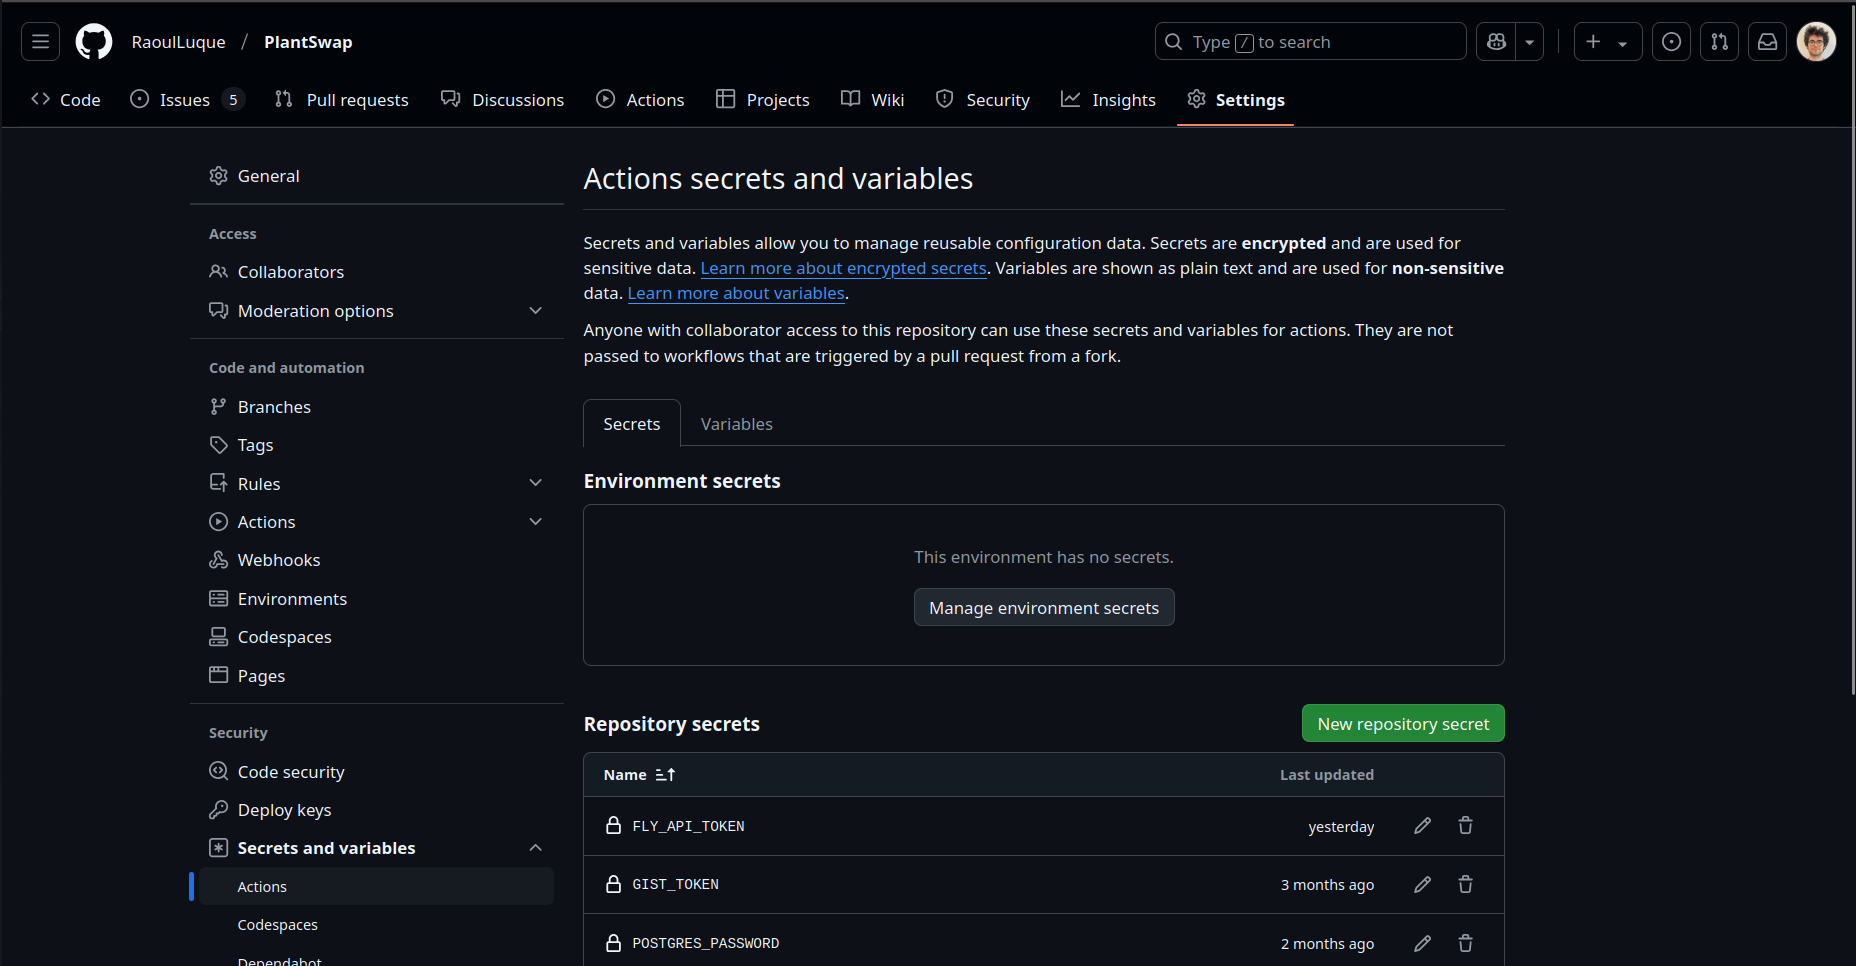 RaoulLuque / PlantSwap
Type / to search
Code
Issues 5
Pull requests
Discussions
Actions
Projects
Wiki
Security
Insights
Settings
General
Access
Collaborators
Moderation options
Code and automation
Branches
Tags
Rules
Actions
Webhooks
Environments
Codespaces
Pages
Security
Code security
Deploy keys
Secrets and variables
Actions
Codespaces
Dependabot
Actions secrets and variables
Secrets and variables allow you to manage reusable configuration data. Secrets are encrypted and are used for
sensitive data. Learn more about encrypted secrets. Variables are shown as plain text and are used for non-sensitive
data. Learn more about variables.
Anyone with collaborator access to this repository can use these secrets and variables for actions. They are not
passed to workflows that are triggered by a pull request from a fork.
Secrets
Variables
Environment secrets
This environment has no secrets.
Manage environment secrets
Repository secrets
New repository secret
Name
Last updated
FLY_API_TOKEN yesterday
GIST_TOKEN 3 months ago
POSTGRES_PASSWORD 2 months ago